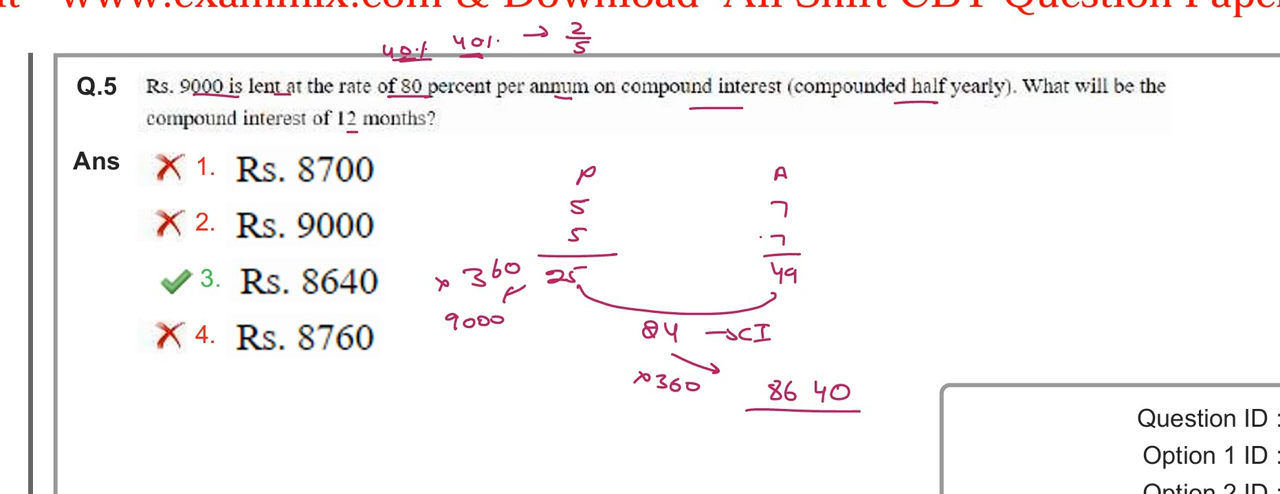 www.exammix.com & Download All Shift CBT Question Paper
40% 40% → 2/5
Q.5 Rs. 9000 is lent at the rate of 80 percent per annum on compound interest (compounded half yearly). What will be the
compound interest of 12 months?
Ans
1. Rs. 8700
2. Rs. 9000
3. Rs. 8640
4. Rs. 8760
P A
5 7
5 7
×360 25 49
9000
24 → CI
×360
8640
Question ID :
Option 1 ID :
Option 2 ID :